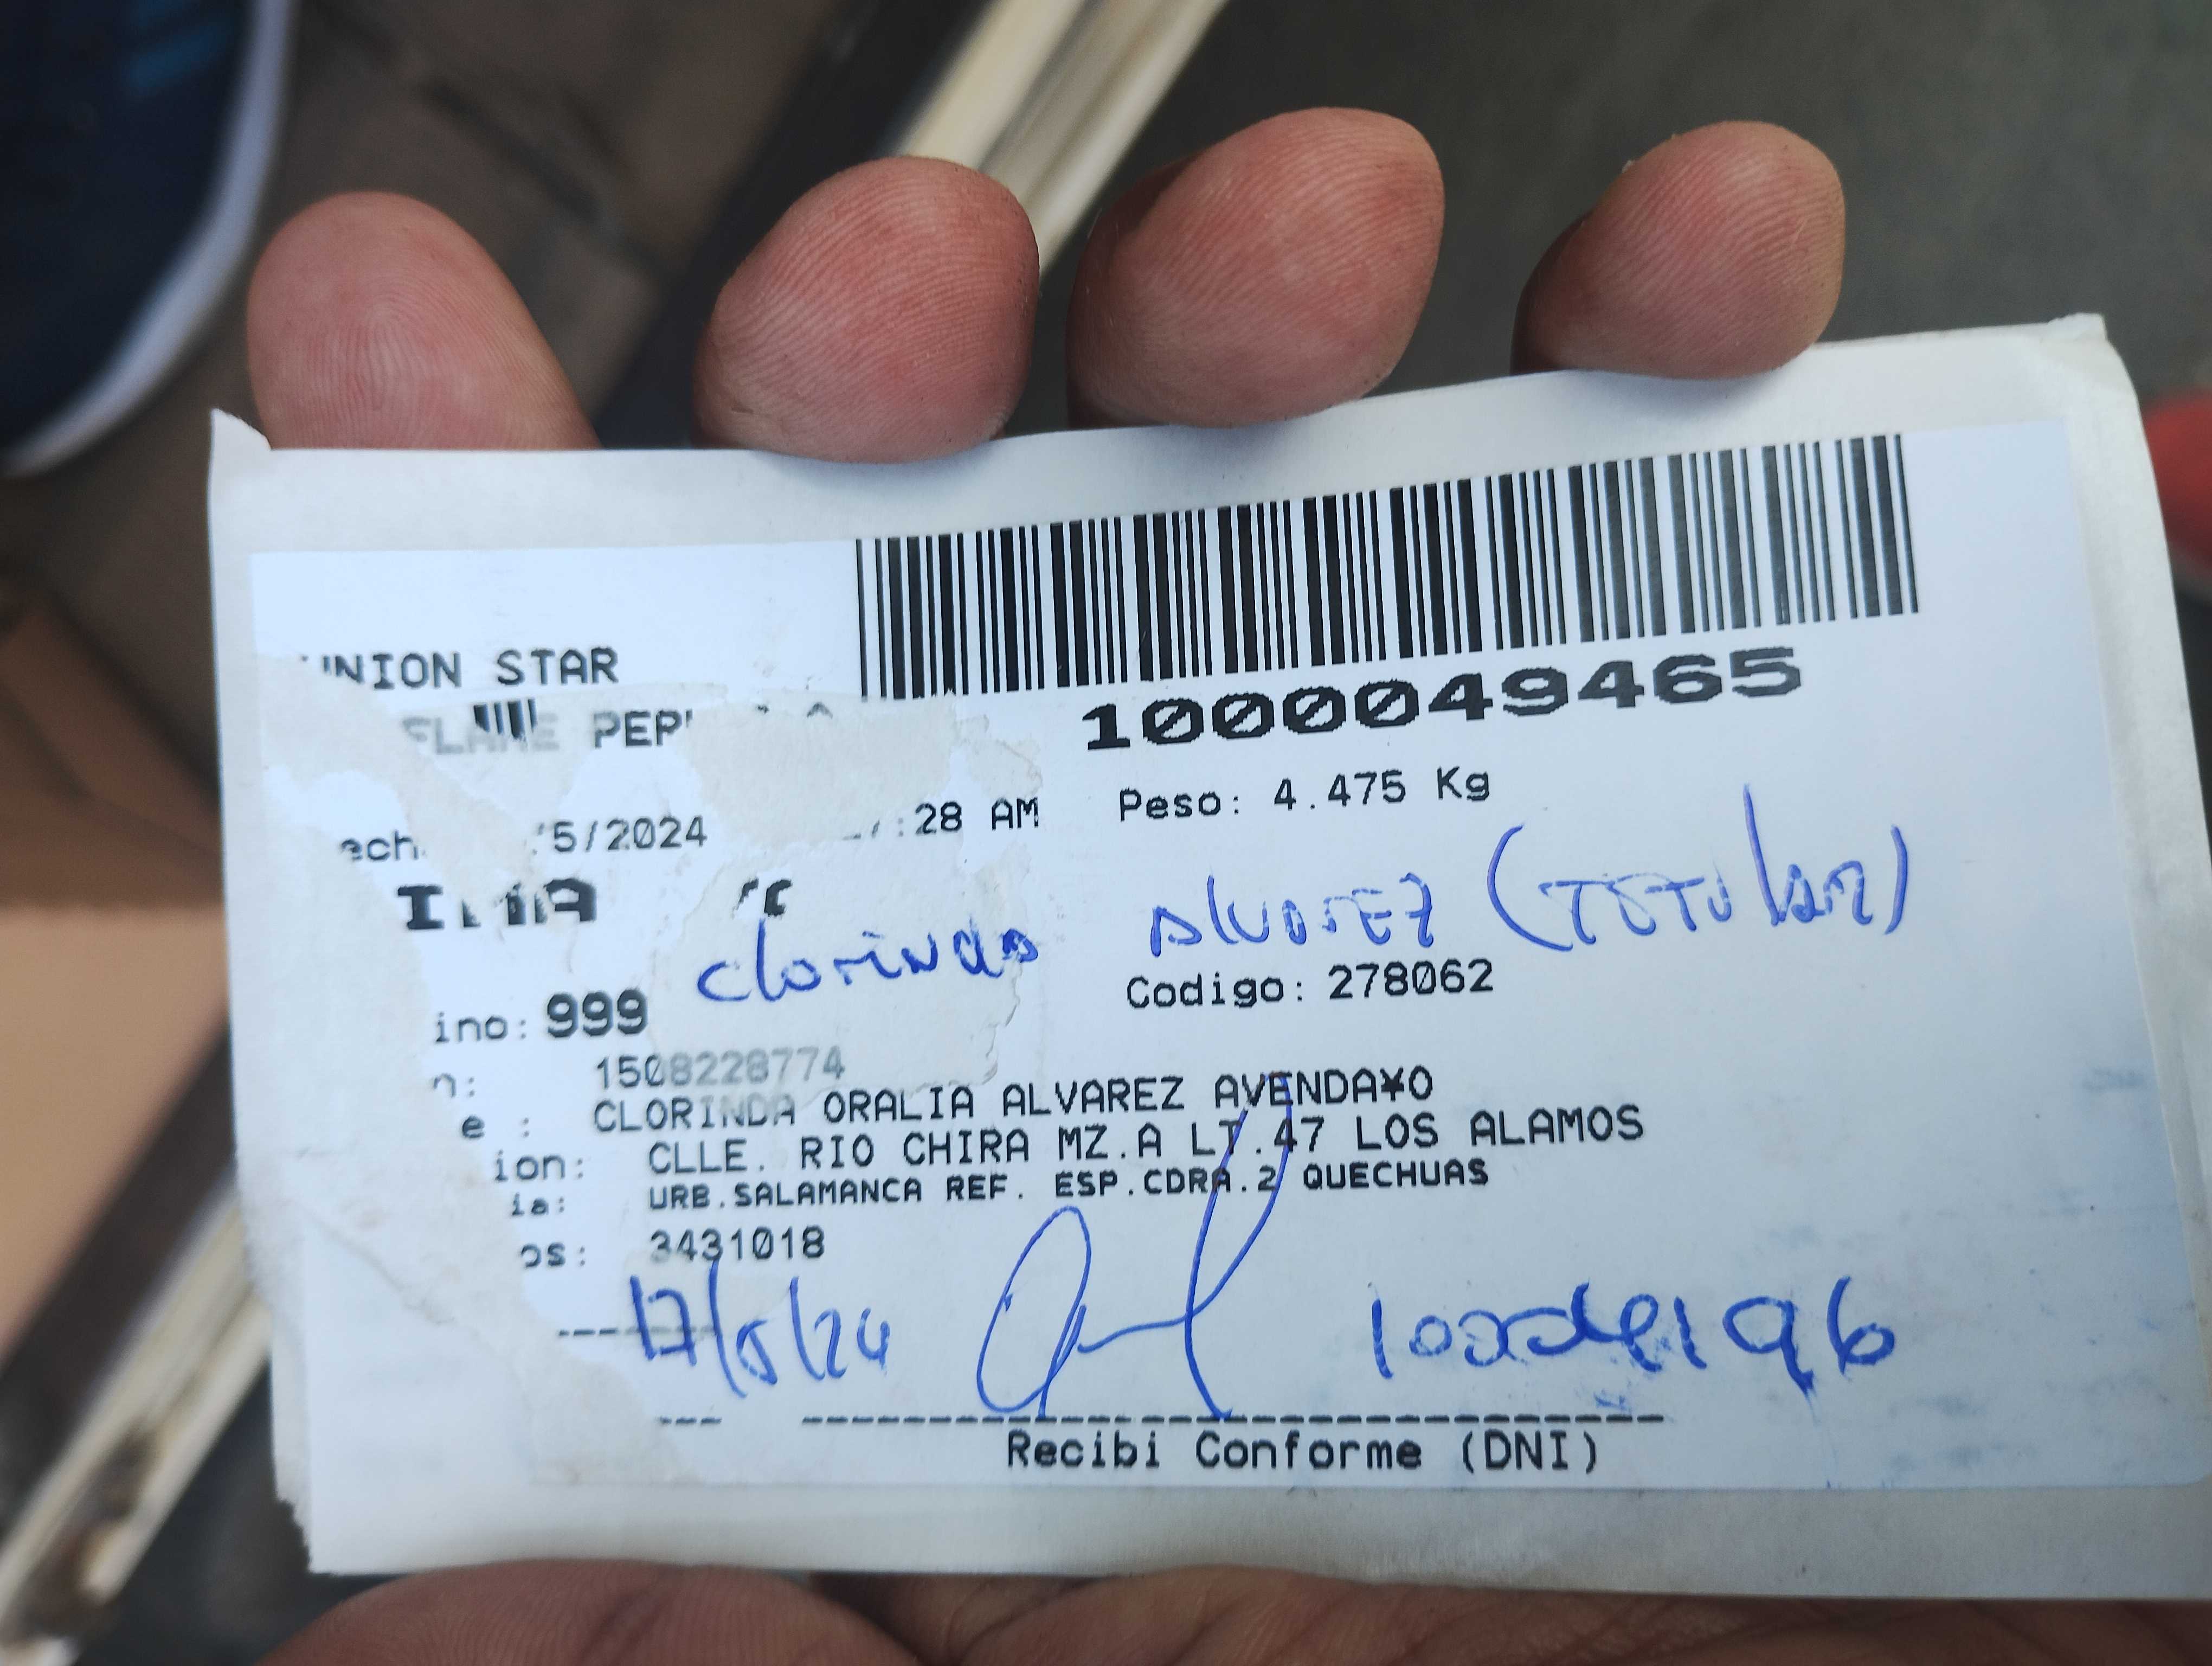 UNION STAR
1000049465
5/2024 :28 AM Peso: 4.475 Kg
clorinda Alvarez (TITULAR)
ino: 999 Codigo: 278062
n: 1508228774
e : CLORINDA ORALIA ALVAREZ AVENDA¥O
ion: CLLE. RIO CHIRA MZ.A LT.47 LOS ALAMOS
ia: URB.SALAMANCA REF. ESP.CDRA.2 QUECHUAS
os: 3431018
17/5/24
Recibi Conforme (DNI)